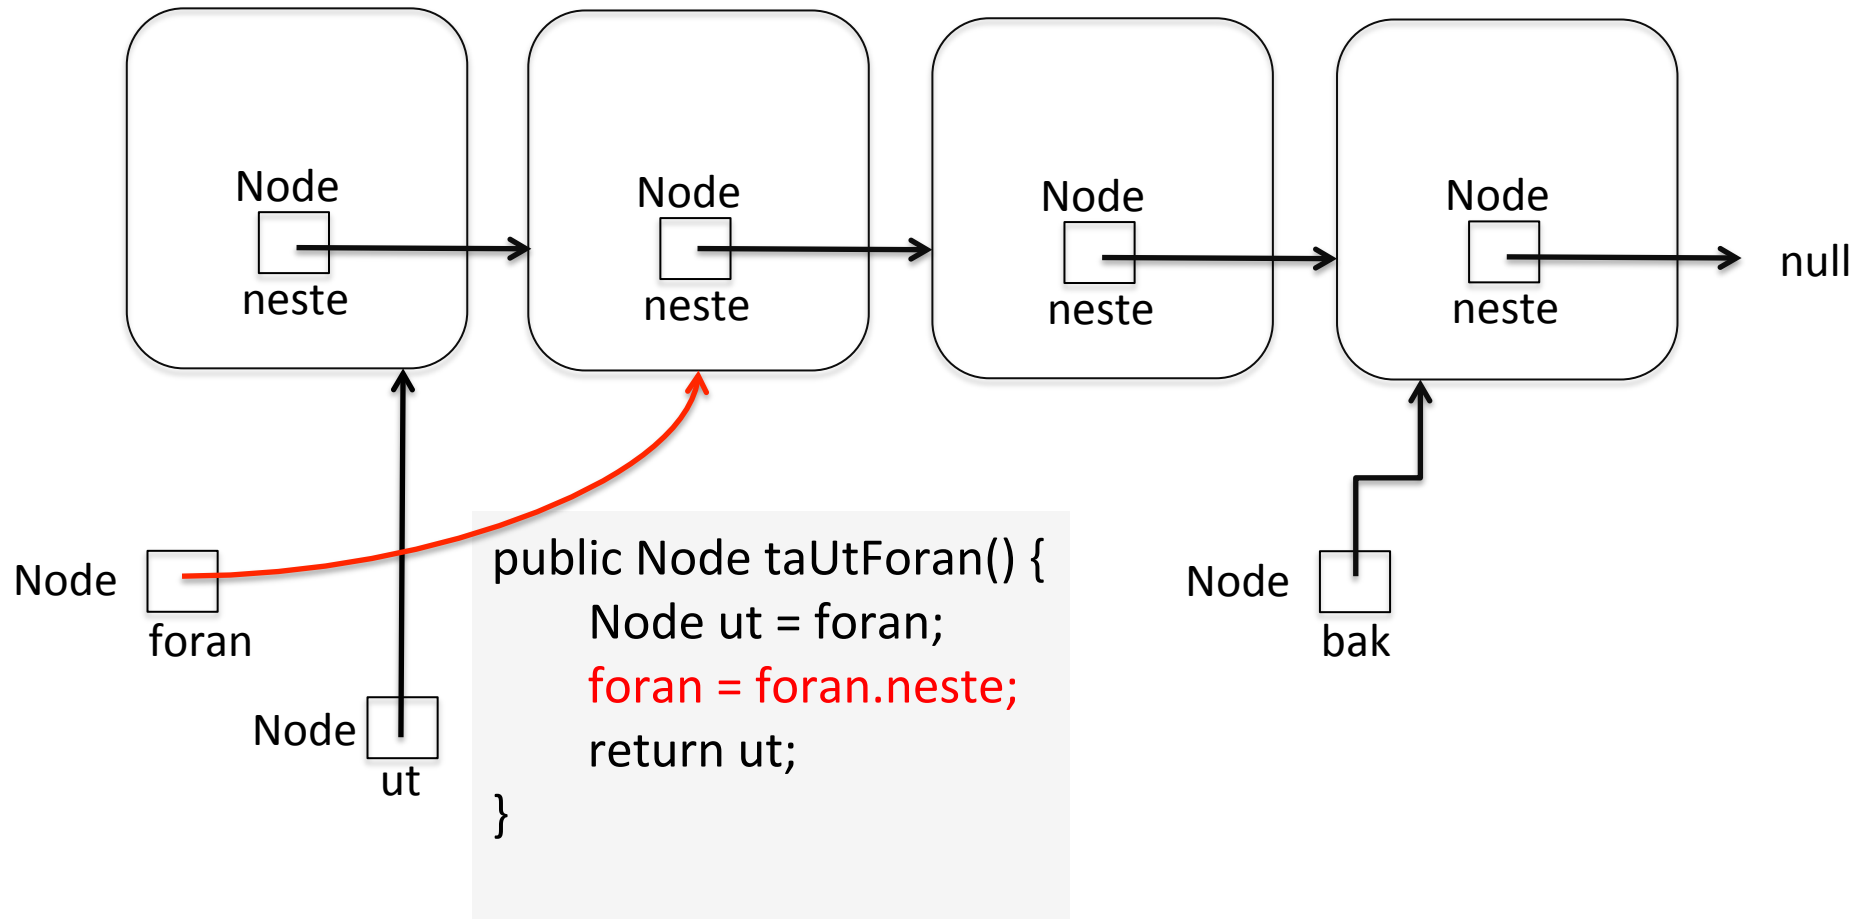 Node
neste
Node
neste
Node
neste
Node
neste
null
Node
foran
Node
ut
public Node taUtForan() {
Node ut = foran;
foran = foran.neste;
return ut;
}
Node
bak